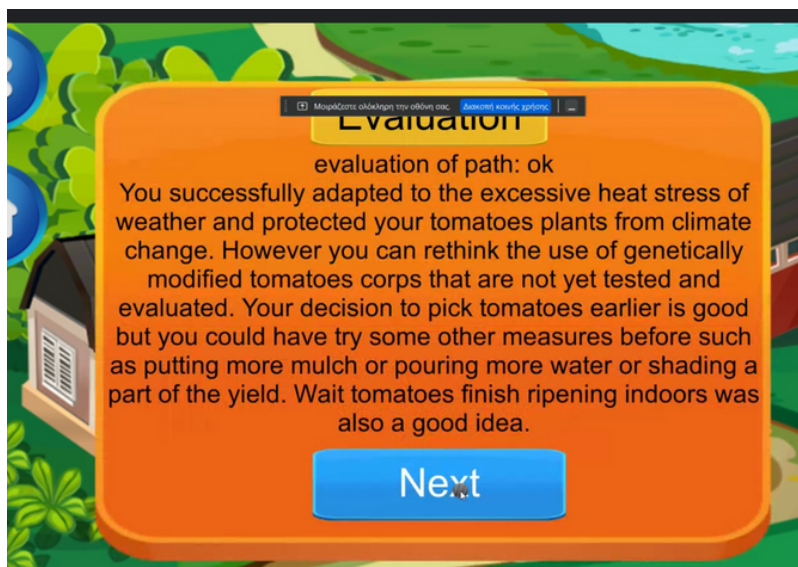 Μοιράζεστε ολόκληρη την οθόνη σας. Διακοπή κοινής χρήσης
Evaluation
evaluation of path: ok
You successfully adapted to the excessive heat stress of
weather and protected your tomatoes plants from climate
change. However you can rethink the use of genetically
modified tomatoes corps that are not yet tested and
evaluated. Your decision to pick tomatoes earlier is good
but you could have try some other measures before such
as putting more mulch or pouring more water or shading a
part of the yield. Wait tomatoes finish ripening indoors was
also a good idea.
Next